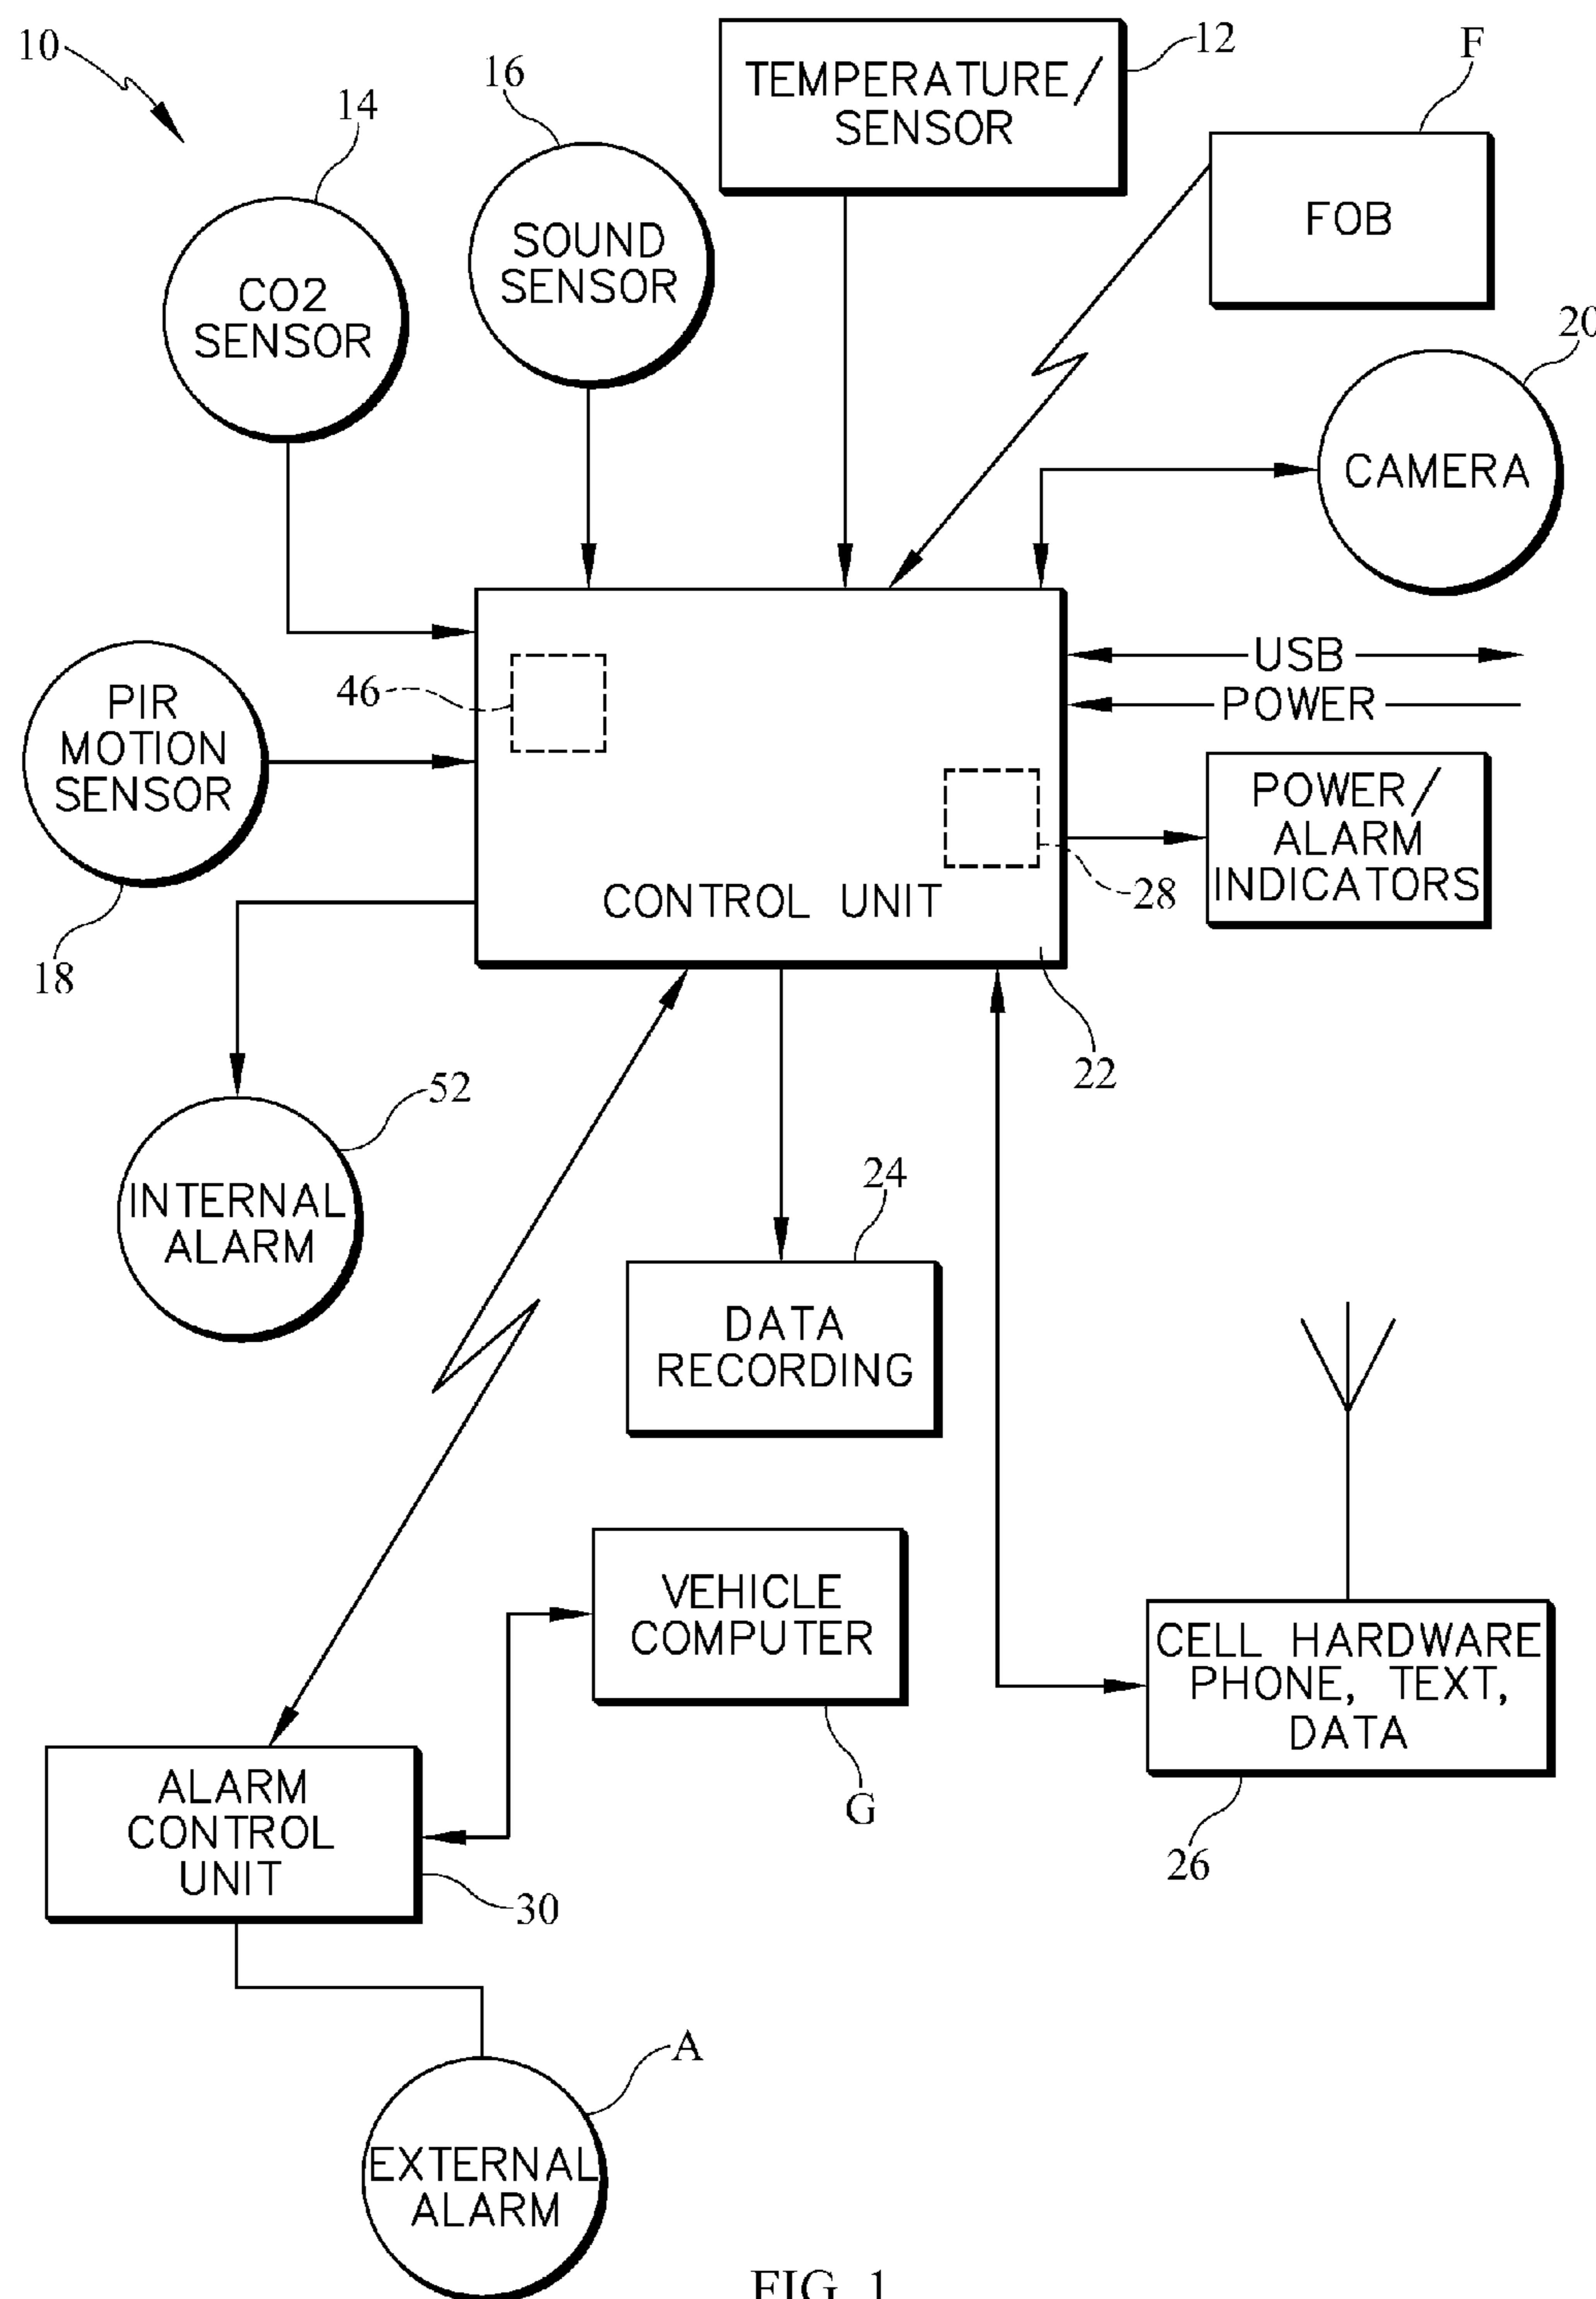 10
14
16
TEMPERATURE/
SENSOR
12
F
FOB
SOUND
SENSOR
CO2
SENSOR
20
CAMERA
USB
POWER
46
PIR
MOTION
SENSOR
18
POWER/
ALARM
INDICATORS
28
CONTROL UNIT
22
52
INTERNAL
ALARM
24
DATA
RECORDING
VEHICLE
COMPUTER
G
CELL HARDWARE
PHONE, TEXT,
DATA
26
ALARM
CONTROL
UNIT
30
A
EXTERNAL
ALARM
FIG. 1